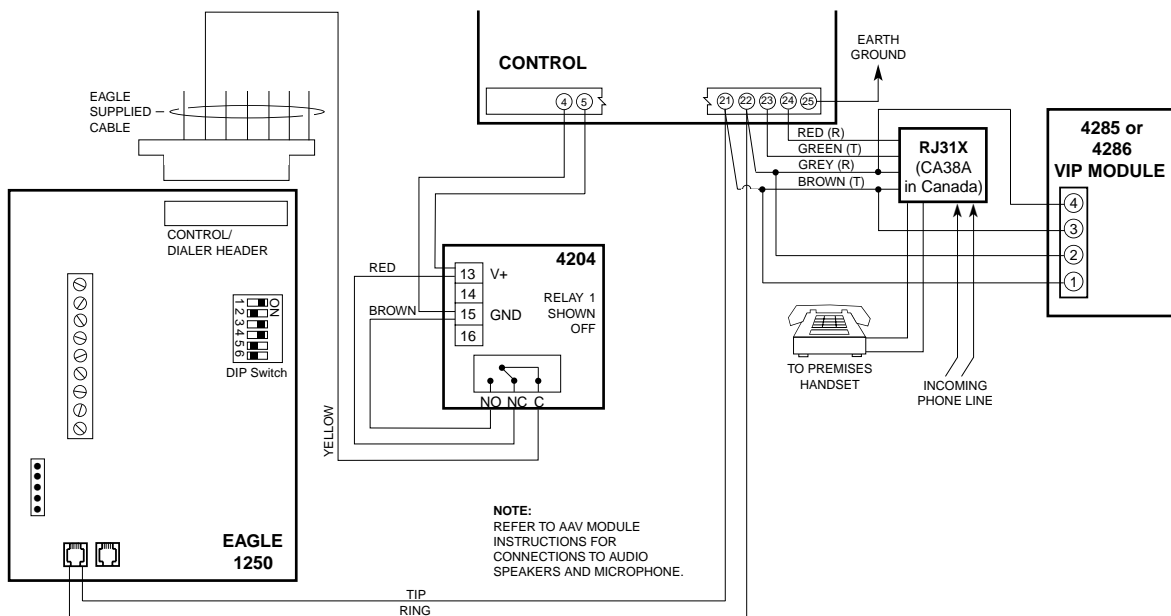 EAGLE
SUPPLIED
CABLE
CONTROL
4 5
21 22 23 24 25
EARTH
GROUND
RED (R)
GREEN (T)
GREY (R)
BROWN (T)
RJ31X
(CA38A
in Canada)
4285 or
4286
VIP MODULE
4
3
2
1
CONTROL/
DIALER HEADER
ON
1 2 3 4 5 6
DIP Switch
RED
BROWN
YELLOW
4204
13 V+
14
15 GND
16
RELAY 1
SHOWN
OFF
NO NC C
TO PREMISES
HANDSET
INCOMING
PHONE LINE
NOTE:
REFER TO AAV MODULE
INSTRUCTIONS FOR
CONNECTIONS TO AUDIO
SPEAKERS AND MICROPHONE.
EAGLE
1250
TIP
RING